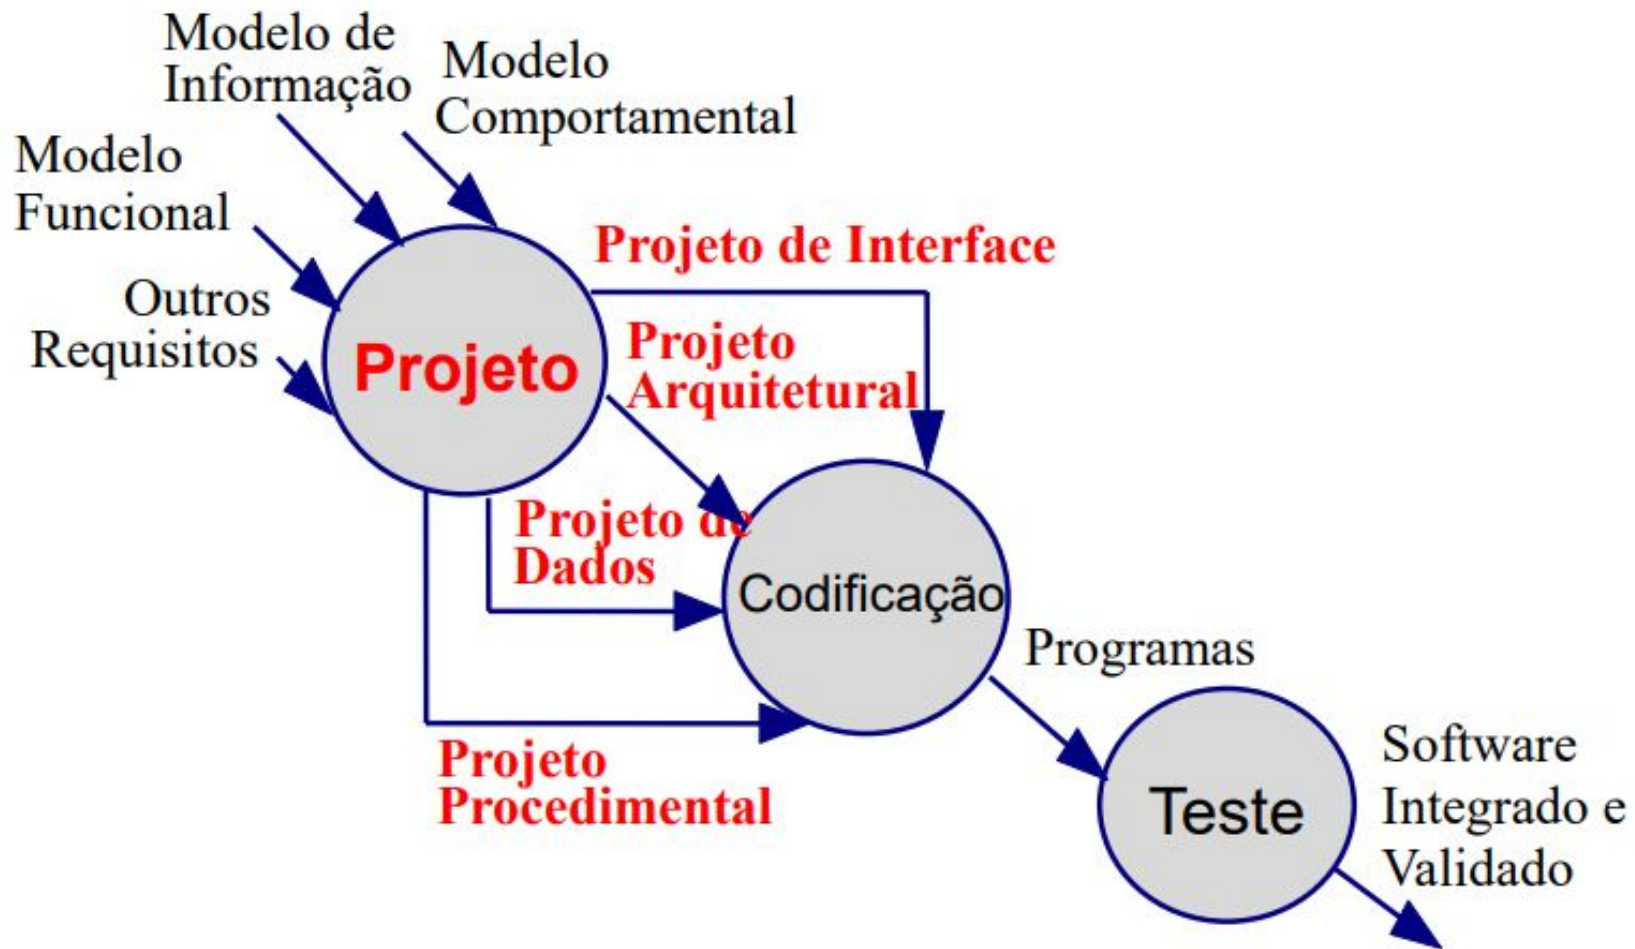 Modelo de
Informação
Modelo
Comportamental
Modelo
Funcional
Outros
Requisitos
Projeto
Projeto de Interface
Projeto
Arquitetural
Projeto de
Dados
Projeto
Procedimental
Codificação
Programas
Teste
Software
Integrado e
Validado